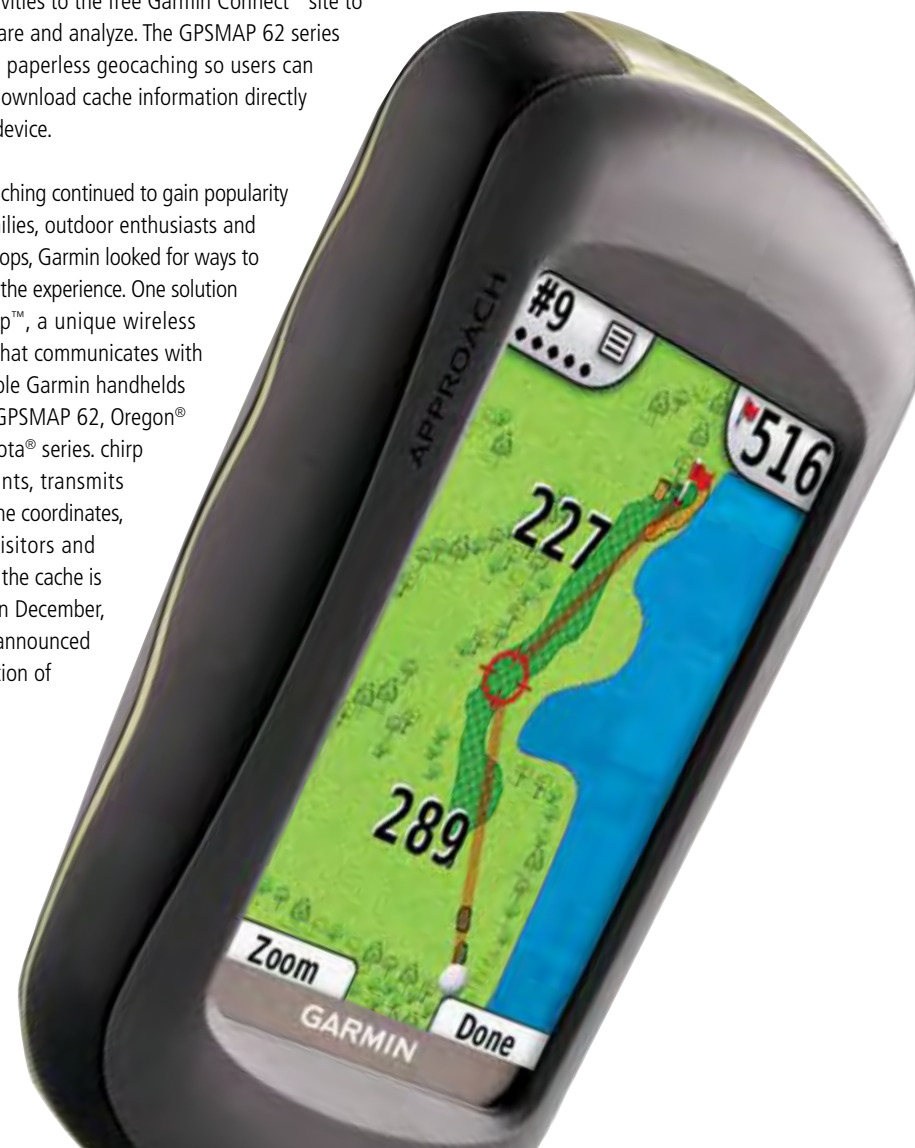 vities to the free Garmin Connect™ site to
are and analyze. The GPSMAP 62 series
paperless geocaching so users can
ownload cache information directly
device.
ching continued to gain popularity
ilies, outdoor enthusiasts and
ops, Garmin looked for ways to
the experience. One solution
p™, a unique wireless
hat communicates with
ble Garmin handhelds
GPSMAP 62, Oregon®
ota® series. chirp
nts, transmits
ne coordinates,
isitors and
the cache is
n December,
announced
tion of
APPROACH
#9
516
227
289
Zoom
Done
GARMIN